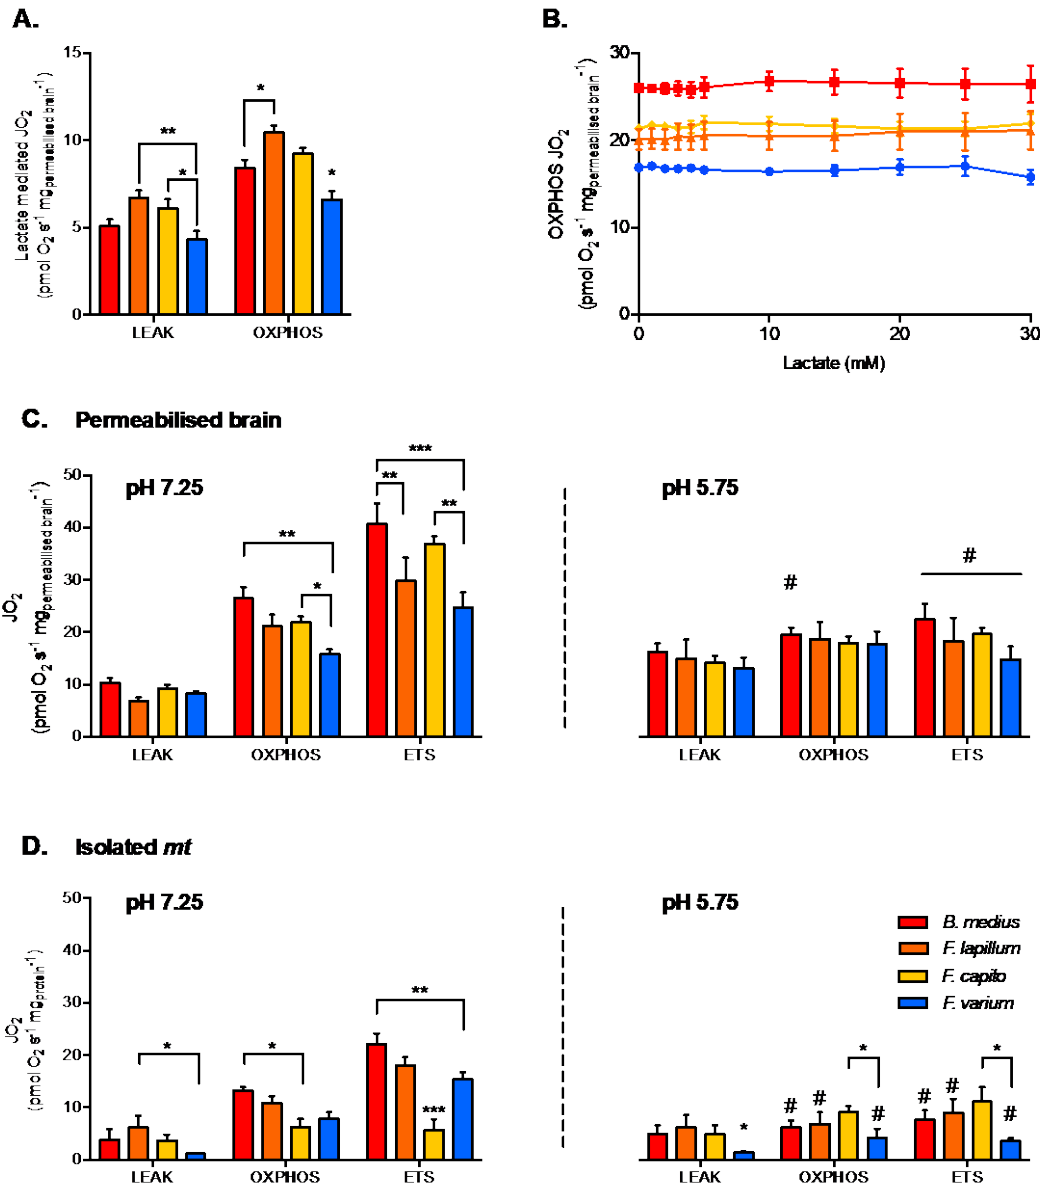 A.
Lactate mediated JO2
(pmol O2 s-1 mgpermeabilised brain-1)
15
10
5
0
**
*
*
*
LEAK
OXPHOS
B.
OXPHOS JO2
(pmol O2 s-1 mgpermeabilised brain-1)
30
20
10
0
0
10
20
30
Lactate (mM)
C. Permeabilised brain
pH 7.25
JO2
(pmol O2 s-1 mgpermeabilised brain-1)
50
40
30
20
10
0
**
*
***
**
**
LEAK
OXPHOS
ETS
pH 5.75
#
#
LEAK
OXPHOS
ETS
D. Isolated mt
pH 7.25
JO2
(pmol O2 s-1 mgprotein-1)
50
40
30
20
10
0
*
*
**
***
LEAK
OXPHOS
ETS
pH 5.75
B. medius
F. lapillum
F. capito
F. varium
*
# # * #
# # * #
LEAK
OXPHOS
ETS